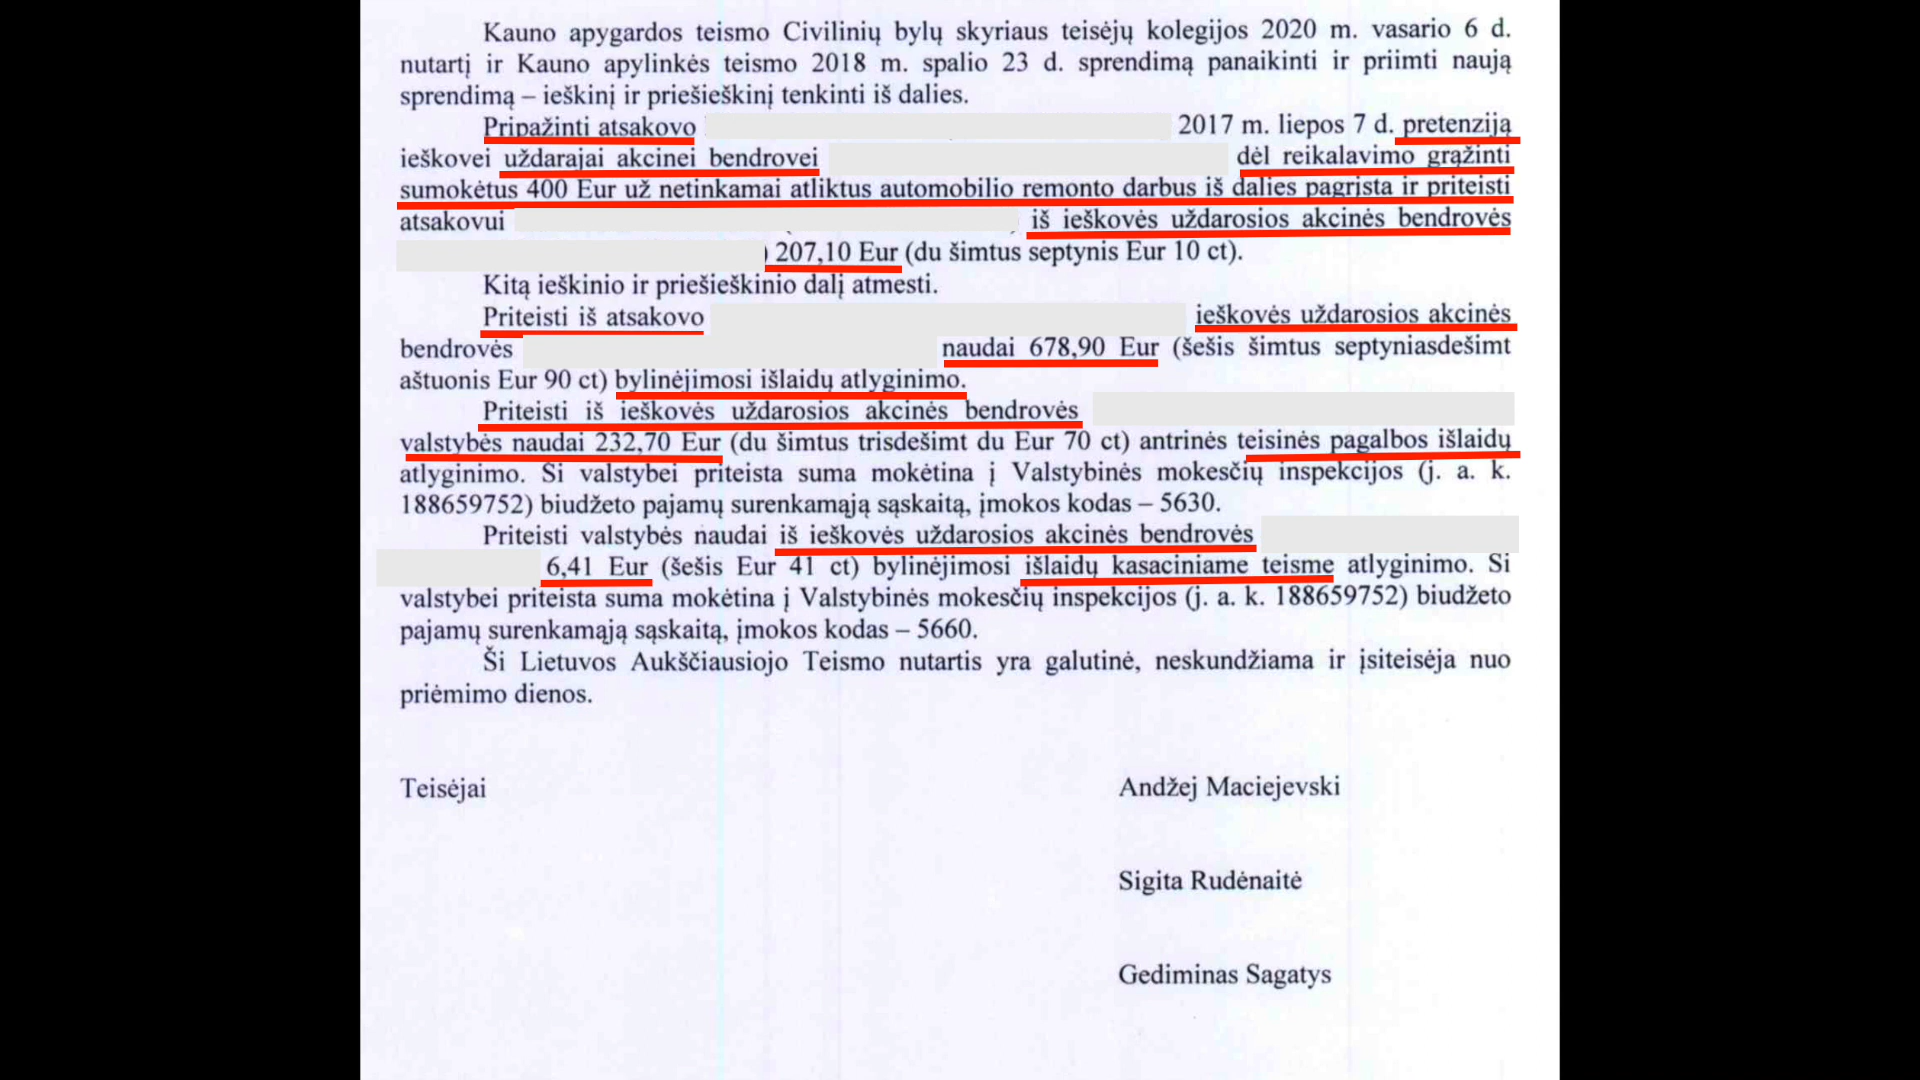 Kauno apygardos teismo Civilinių bylų skyriaus teisėjų kolegijos 2020 m. vasario 6 d.
nutartį ir Kauno apylinkės teismo 2018 m. spalio 23 d. sprendimą panaikinti ir priimti naują
sprendimą – ieškinį ir priešieškinį tenkinti iš dalies.
Pripažinti atsakovo 2017 m. liepos 7 d. pretenziją
ieškovei uždarajai akcinei bendrovei dėl reikalavimo grąžinti
sumokėtus 400 Eur už netinkamai atliktus automobilio remonto darbus iš dalies pagrįsta ir priteisti
atsakovui iš ieškovės uždarosios akcinės bendrovės
) 207,10 Eur (du šimtus septynis Eur 10 ct).
Kitą ieškinio ir priešieškinio dalį atmesti.
Priteisti iš atsakovo ieškovės uždarosios akcinės
bendrovės naudai 678,90 Eur (šešis šimtus septyniasdešimt
aštuonis Eur 90 ct) bylinėjimosi išlaidų atlyginimo.
Priteisti iš ieškovės uždarosios akcinės bendrovės
valstybės naudai 232,70 Eur (du šimtus trisdešimt du Eur 70 ct) antrinės teisinės pagalbos išlaidų
atlyginimo. Ši valstybei priteista suma mokėtina į Valstybinės mokesčių inspekcijos (j. a. k.
188659752) biudžeto pajamų surenkamąją sąskaitą, įmokos kodas – 5630.
Priteisti valstybės naudai iš ieškovės uždarosios akcinės bendrovės
6,41 Eur (šešis Eur 41 ct) bylinėjimosi išlaidų kasaciniame teisme atlyginimo. Ši
valstybei priteista suma mokėtina į Valstybinės mokesčių inspekcijos (j. a. k. 188659752) biudžeto
pajamų surenkamąją sąskaitą, įmokos kodas – 5660.
Ši Lietuvos Aukščiausiojo Teismo nutartis yra galutinė, neskundžiama ir įsiteisėja nuo
priėmimo dienos.
Teisėjai
Andžej Maciejevski
Sigita Rudėnaitė
Gediminas Sagatys